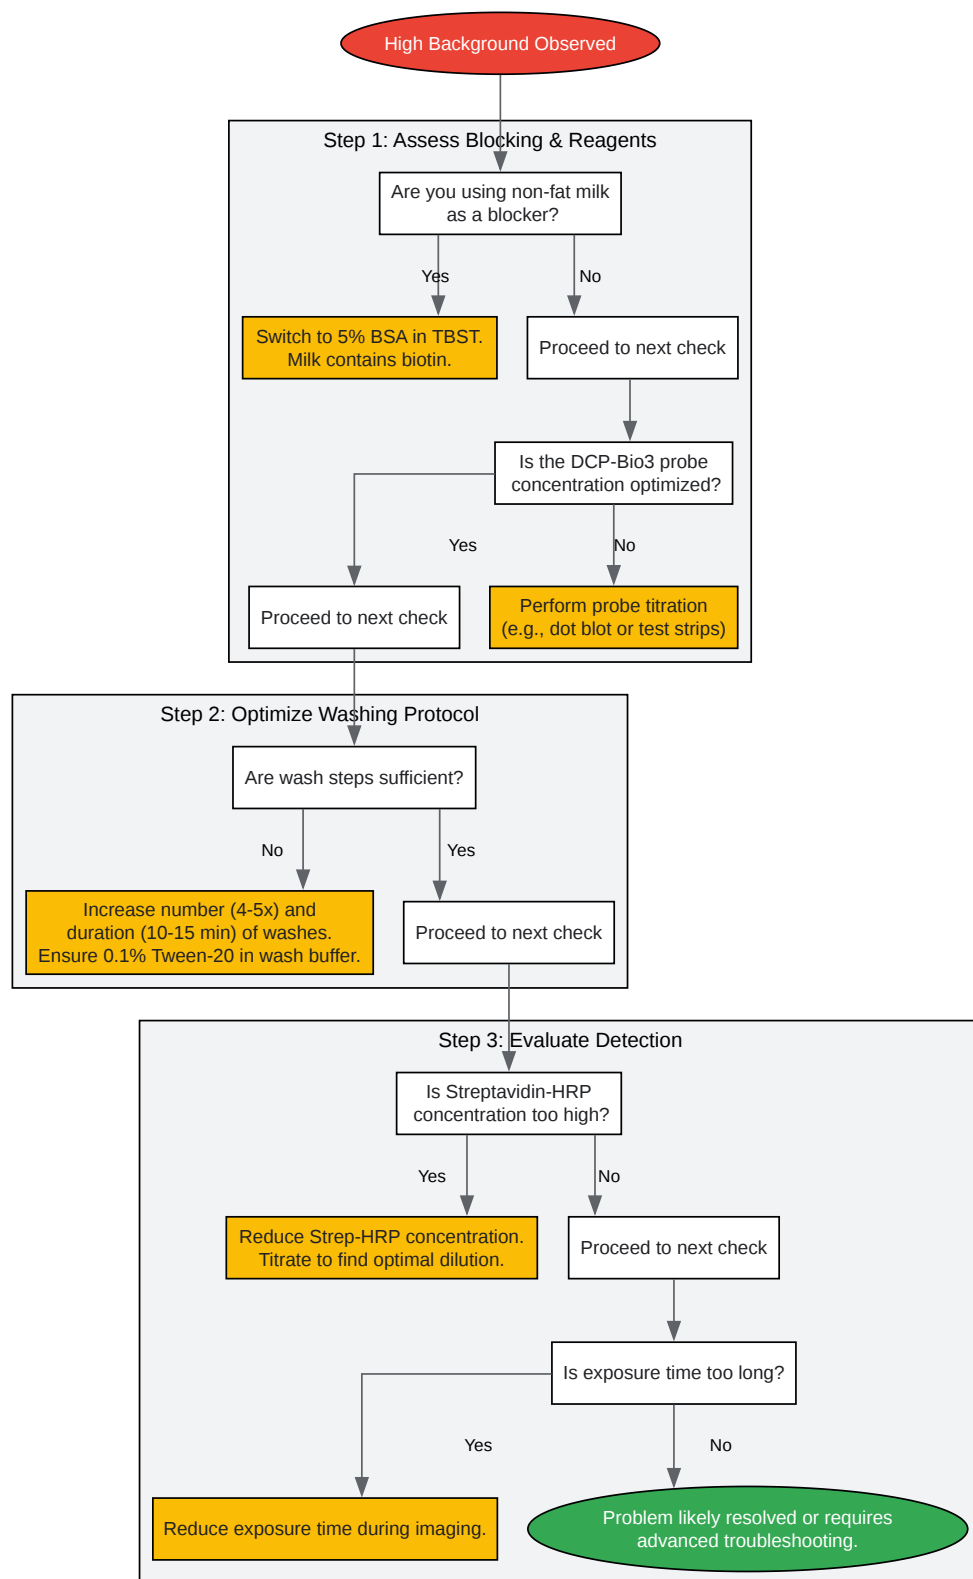 High Background Observed
Step 1: Assess Blocking & Reagents
Are you using non-fat milk
as a blocker?
Yes
No
Switch to 5% BSA in TBST.
Milk contains biotin.
Proceed to next check
Is the DCP-Bio3 probe
concentration optimized?
Yes
No
Proceed to next check
Perform probe titration
(e.g., dot blot or test strips)
Step 2: Optimize Washing Protocol
Are wash steps sufficient?
No
Yes
Increase number (4-5x) and
duration (10-15 min) of washes.
Ensure 0.1% Tween-20 in wash buffer.
Proceed to next check
Step 3: Evaluate Detection
Is Streptavidin-HRP
concentration too high?
Yes
No
Reduce Strep-HRP concentration.
Titrate to find optimal dilution.
Proceed to next check
Is exposure time too long?
Yes
No
Reduce exposure time during imaging.
Problem likely resolved or requires
advanced troubleshooting.